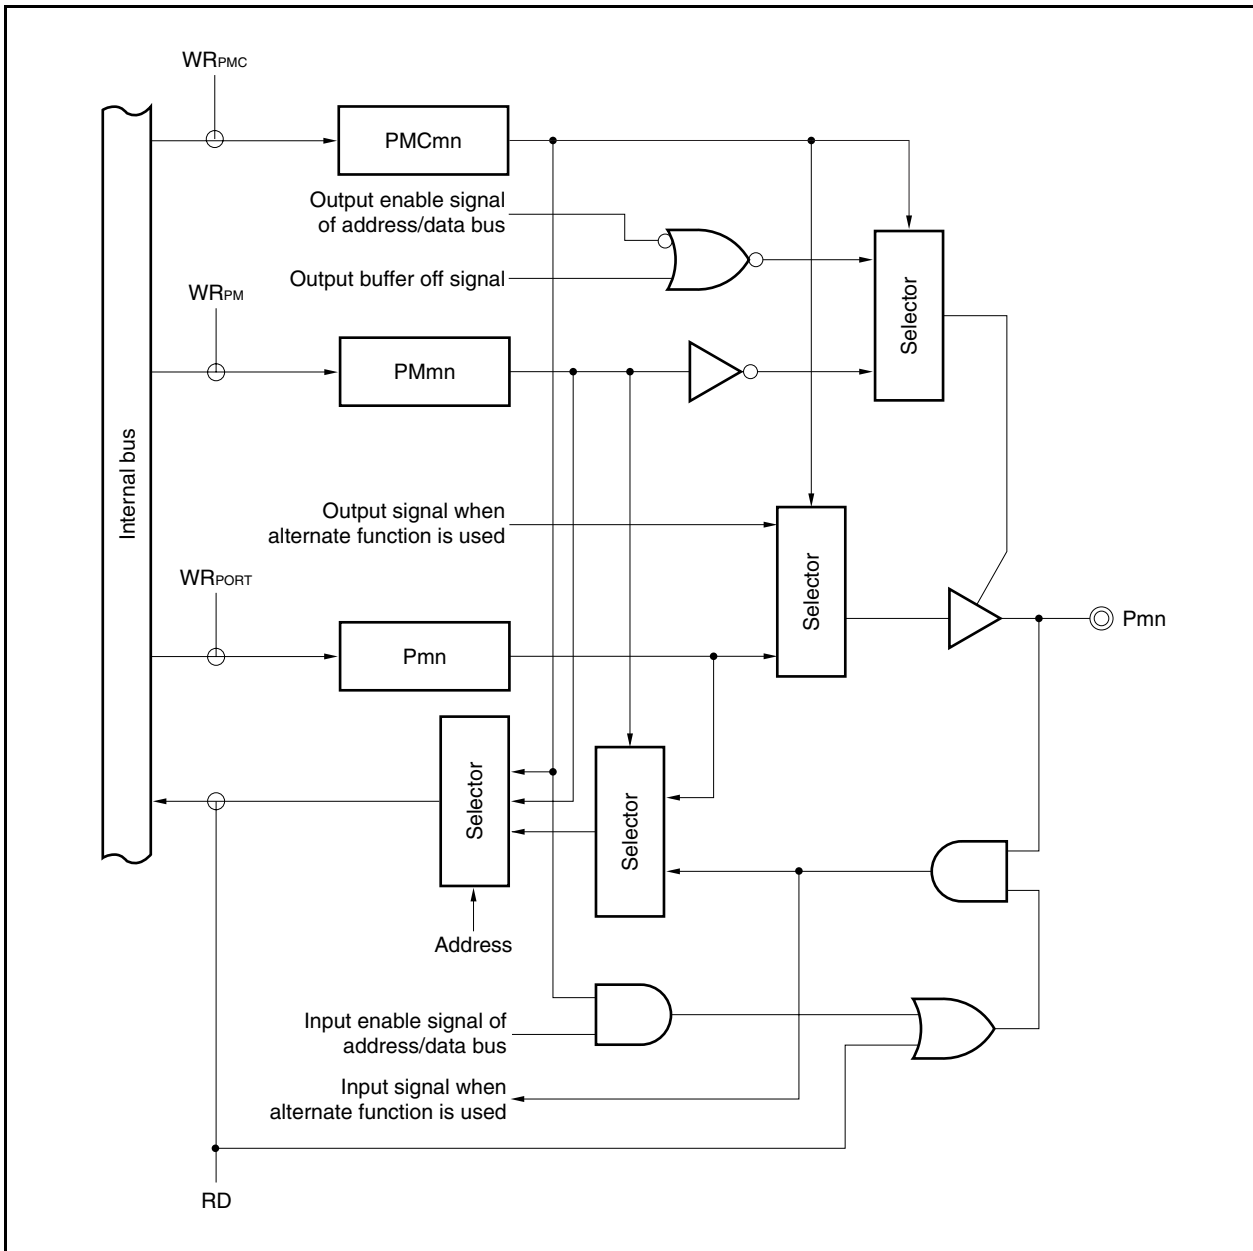 WRPMC
PMCmn
Output enable signal
of address/data bus
Output buffer off signal
Selector
WRPM
PMmn
Internal bus
Output signal when
alternate function is used
Selector
WRPORT
Pmn
Pmn
Selector
Selector
Address
Input enable signal of
address/data bus
Input signal when
alternate function is used
RD